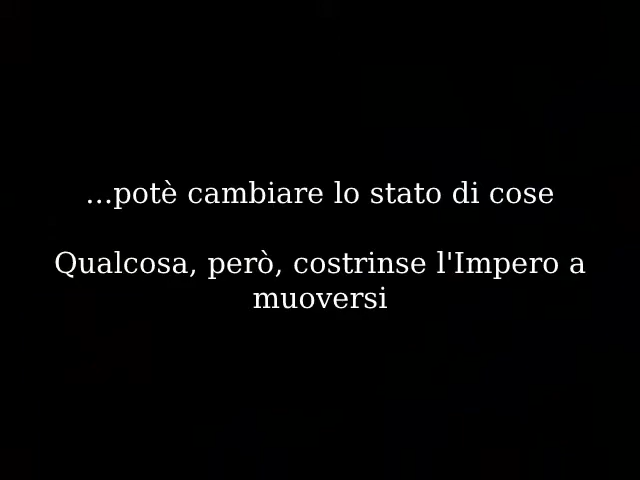 ...potè cambiare lo stato di cose
Qualcosa, però, costrinse l'Impero a
muoversi